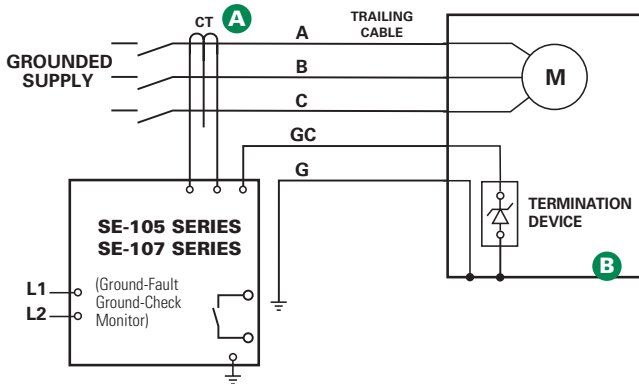 CT
A
A
TRAILING
CABLE
GROUNDED
SUPPLY
B
C
M
GC
G
SE-105 SERIES
SE-107 SERIES
(Ground-Fault
Ground-Check
Monitor)
L1
L2
TERMINATION
DEVICE
B